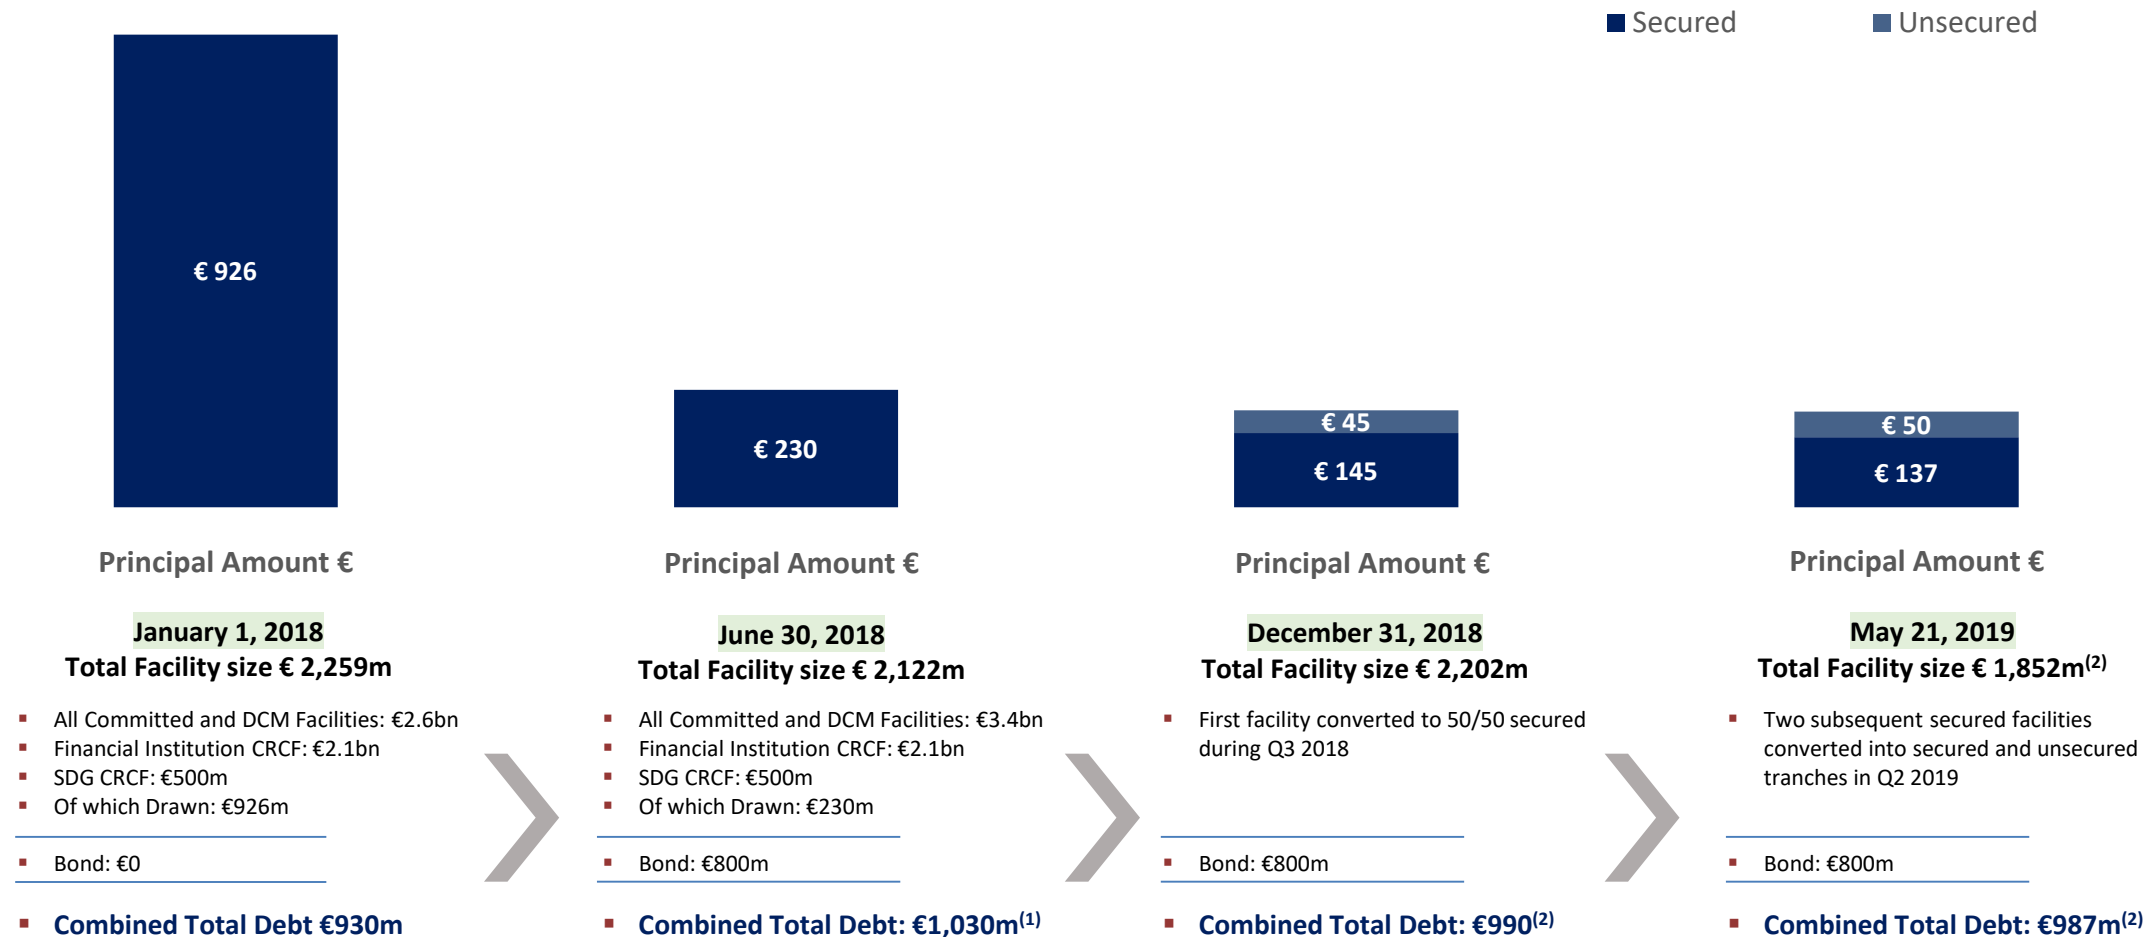 Secured
Unsecured
€ 926
€ 230
€ 45
€ 145
€ 50
€ 137
Principal Amount €
January 1, 2018
Total Facility size € 2,259m
All Committed and DCM Facilities: €2.6bn
Financial Institution CRCF: €2.1bn
SDG CRCF: €500m
Of which Drawn: €926m
Bond: €0
Combined Total Debt €930m
Principal Amount €
June 30, 2018
Total Facility size € 2,122m
All Committed and DCM Facilities: €3.4bn
Financial Institution CRCF: €2.1bn
SDG CRCF: €500m
Of which Drawn: €230m
Bond: €800m
Combined Total Debt: €1,030m(1)
Principal Amount €
December 31, 2018
Total Facility size € 2,202m
First facility converted to 50/50 secured
during Q3 2018
Bond: €800m
Combined Total Debt: €990(2)
Principal Amount €
May 21, 2019
Total Facility size € 1,852m(2)
Two subsequent secured facilities
converted into secured and unsecured
tranches in Q2 2019
Bond: €800m
Combined Total Debt: €987m(2)